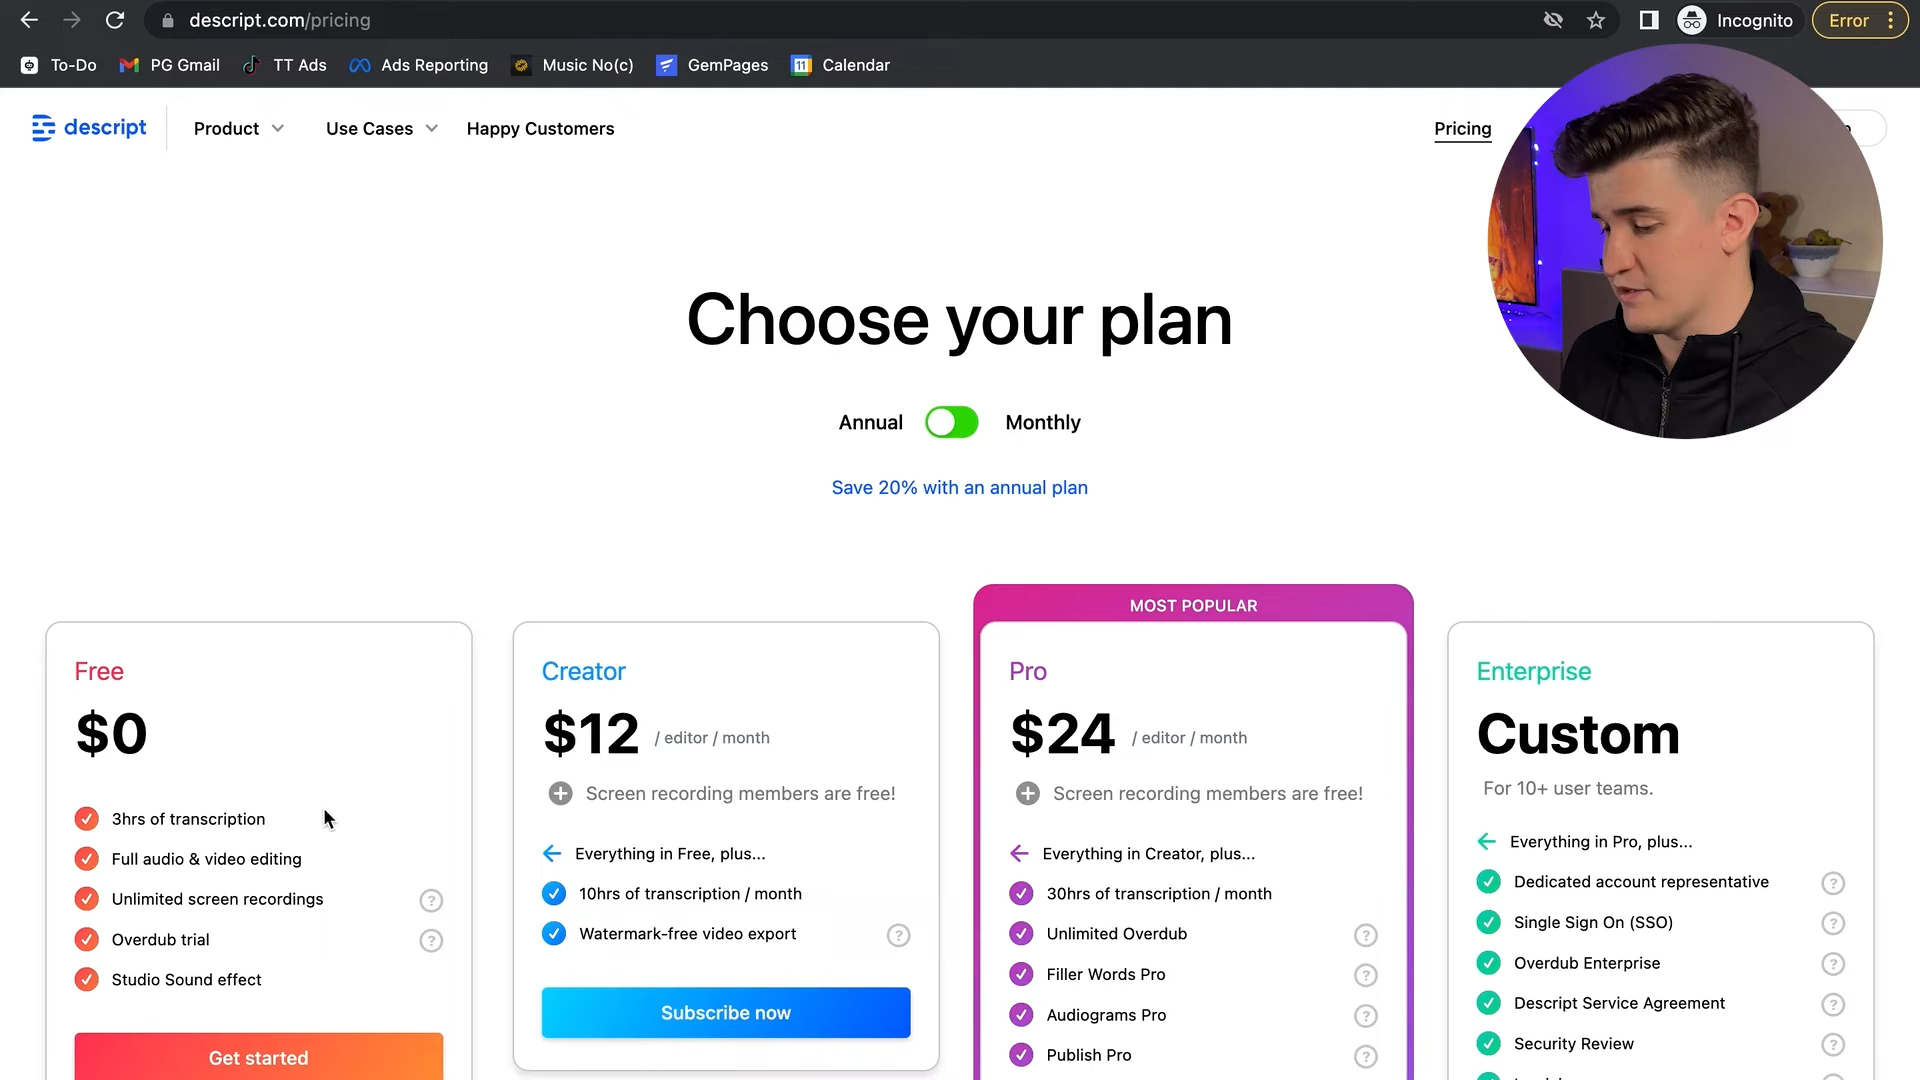 descript.com/pricing
Incognito
Error
To-Do
PG Gmail
TT Ads
Ads Reporting
Music No(c)
GemPages
11
Calendar
descript
Product
Use Cases
Happy Customers
Pricing
Choose your plan
Annual
Monthly
Save 20% with an annual plan
MOST POPULAR
Free
$0
3hrs of transcription
Full audio & video editing
Unlimited screen recordings ?
Overdub trial ?
Studio Sound effect
Get started
Creator
$12 / editor / month
Screen recording members are free!
Everything in Free, plus...
10hrs of transcription / month
Watermark-free video export ?
Subscribe now
Pro
$24 / editor / month
Screen recording members are free!
Everything in Creator, plus...
30hrs of transcription / month
Unlimited Overdub ?
Filler Words Pro ?
Audiograms Pro ?
Publish Pro ?
Enterprise
Custom
For 10+ user teams.
Everything in Pro, plus...
Dedicated account representative ?
Single Sign On (SSO) ?
Overdub Enterprise ?
Descript Service Agreement ?
Security Review ?